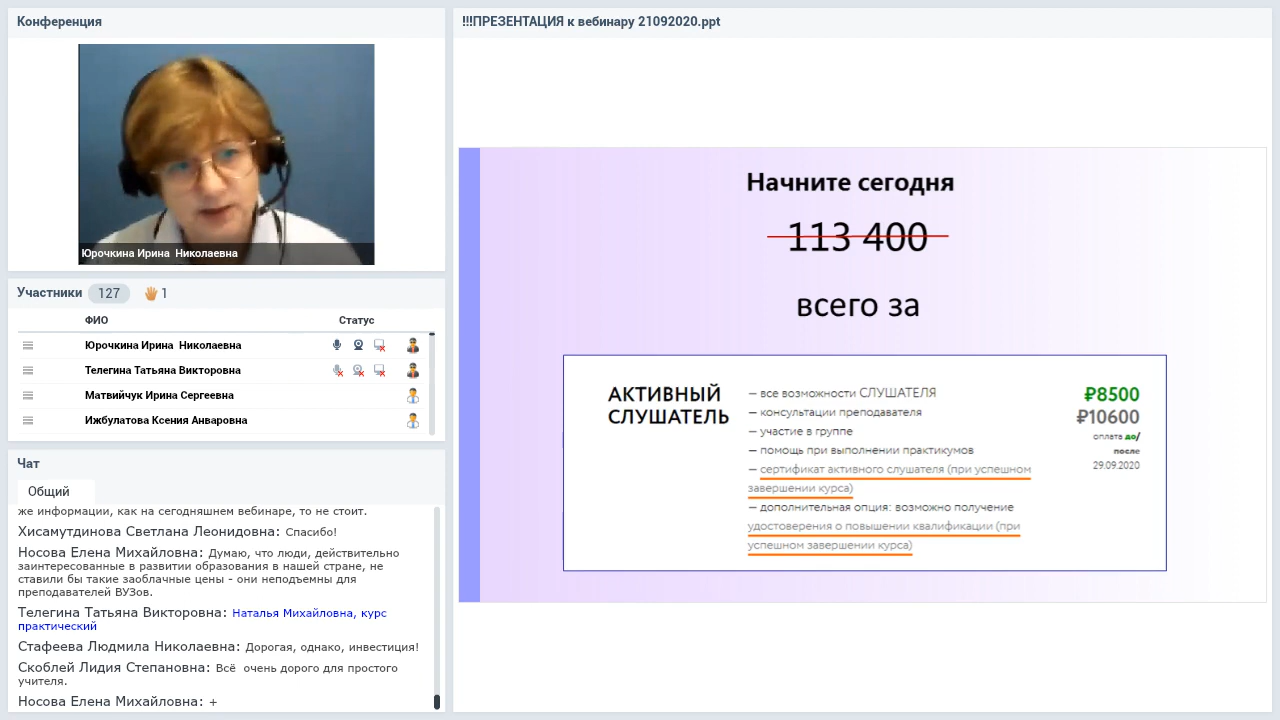 Конференция
Юрочкина Ирина  Николаевна
Участники 127 1
ФИО Статус
Юрочкина Ирина  Николаевна
Телегина Татьяна Викторовна
Матвийчук Ирина Сергеевна
Ижбулатова Ксения Анваровна
Чат
Общий
же информации, как на сегодняшнем вебинаре, то не стоит.
Хисамутдинова Светлана Леонидовна: Спасибо!
Носова Елена Михайловна: Думаю, что люди, действительно
заинтересованные в развитии образования в нашей стране, не
ставили бы такие заоблачные цены - они неподъемны для
преподавателей ВУЗов.
Телегина Татьяна Викторовна: Наталья Михайловна, курс
практический
Стафеева Людмила Николаевна: Дорогая, однако, инвестиция!
Скоблей Лидия Степановна: Всё  очень дорого для простого
учителя.
Носова Елена Михайловна: +
!!!ПРЕЗЕНТАЦИЯ к вебинару 21092020.ppt
Начните сегодня
113 400
всего за
АКТИВНЫЙ
СЛУШАТЕЛЬ
— все возможности СЛУШАТЕЛЯ
— консультации преподавателя
— участие в группе
— помощь при выполнении практикумов
— сертификат активного слушателя (при успешном
завершении курса)
— дополнительная опция: возможно получение
удостоверения о повышении квалификации (при
успешном завершении курса)
₽8500
₽10600
оплата до/
после
29.09.2020